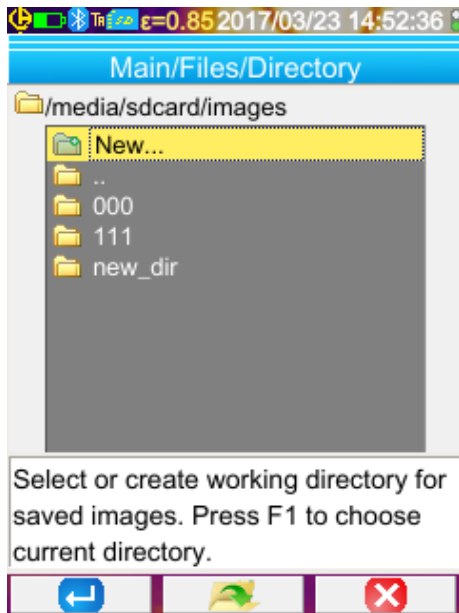 ε=0.85 2017/03/23 14:52:36
Main/Files/Directory
/media/sdcard/images
New...
..
000
111
new_dir
Select or create working directory for
saved images. Press F1 to choose
current directory.